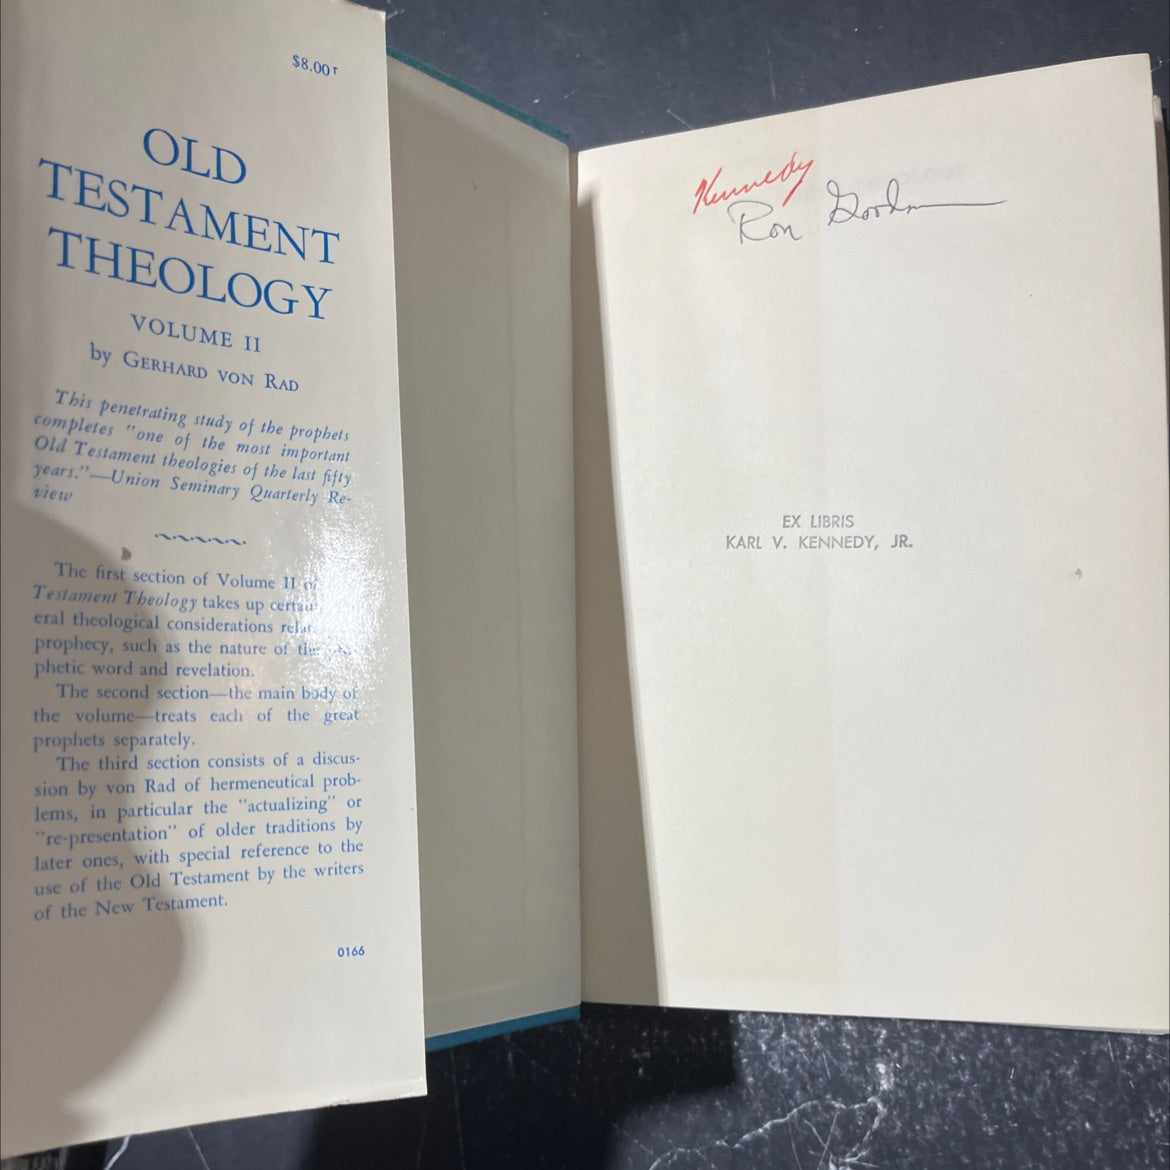 $8.00T
OLD
TESTAMENT
THEOLOGY
VOLUME II
by GERHARD VON RAD
This penetrating study of the prophets
completes "one of the most important
Old Testament theologies of the last fifty
years."—Union Seminary Quarterly Re-
view
The first section of Volume II of
Testament Theology takes up certain
eral theological considerations
prophecy, such as the nature of
phetic word and revelation.
The second section—the main body of
the volume—treats each of the great
prophets separately.
The third section consists of a discus-
sion by von Rad of hermeneutical prob-
lems, in particular the "actualizing" or
"re-presentation" of older traditions by
later ones, with special reference to the
use of the Old Testament by the writers
of the New Testament.
0166
Kennedy
Ron Goodman
EX LIBRIS
KARL V. KENNEDY, JR.